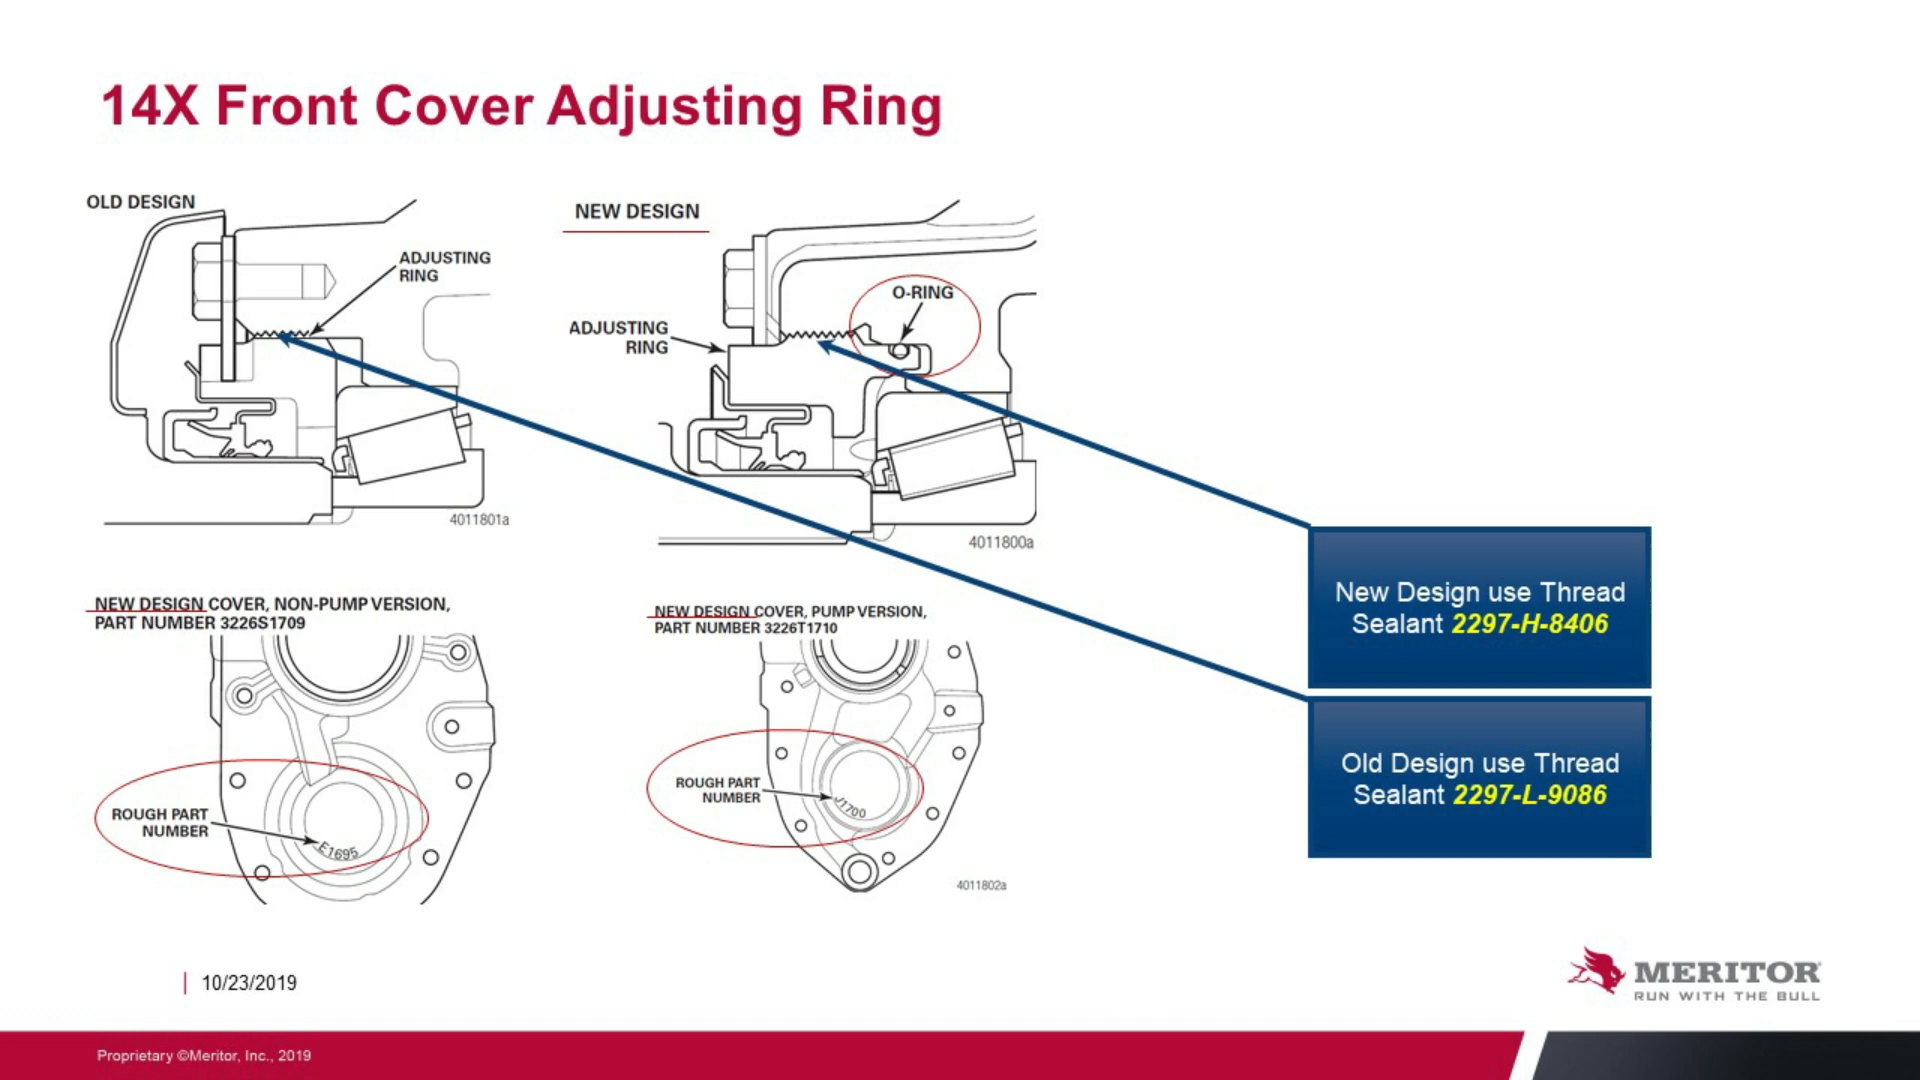 14X Front Cover Adjusting Ring
OLD DESIGN
ADJUSTING
RING
4011801a
NEW DESIGN
O-RING
ADJUSTING
RING
4011800a
New Design use Thread
Sealant 2297-H-8406
Old Design use Thread
Sealant 2297-L-9086
NEW DESIGN COVER, NON-PUMP VERSION,
PART NUMBER 3226S1709
ROUGH PART
NUMBER
E1695
NEW DESIGN COVER, PUMP VERSION,
PART NUMBER 3226T1710
ROUGH PART
NUMBER
J1700
4011802a
10/23/2019
MERITOR
RUN WITH THE BULL
Proprietary ©Meritor, Inc., 2019